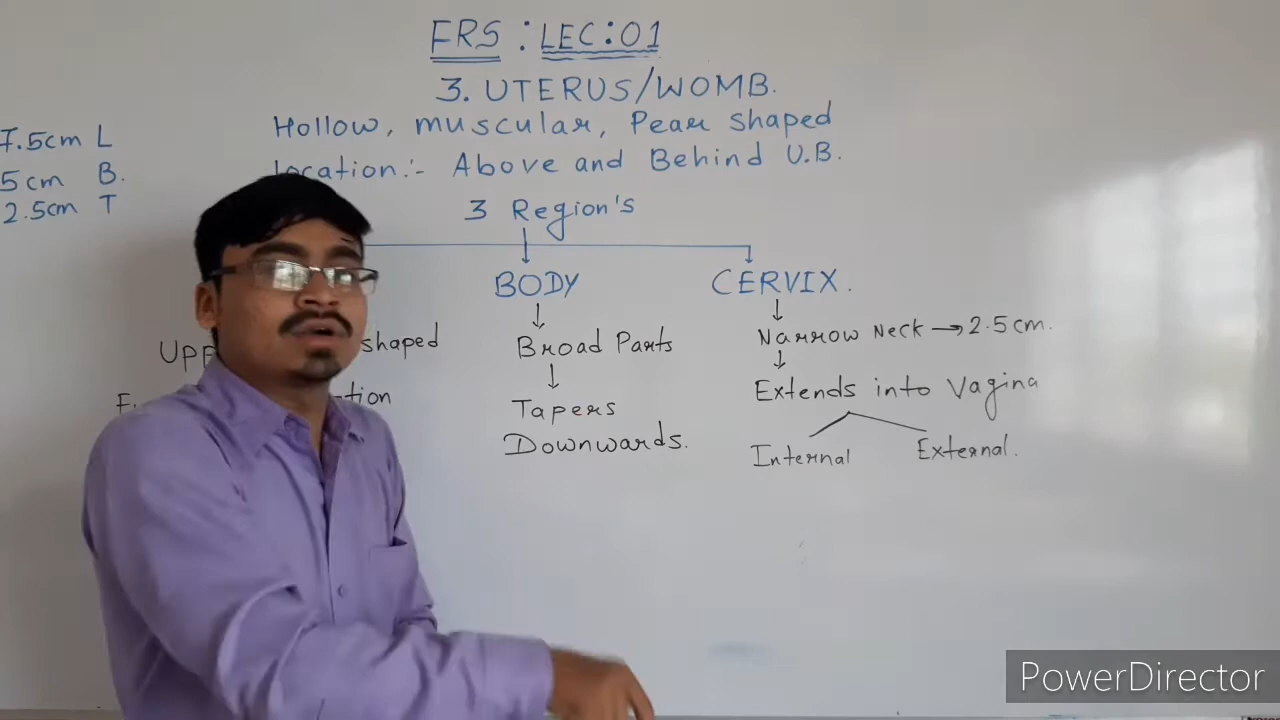 FRS : LEC:01
3. UTERUS/WOMB.
Hollow, muscular, Pear shaped
Location:- Above and Behind U.B.
7.5cm L
5cm B.
2.5cm T
3 Region's
BODY
Broad Parts
Tapers
Downwards.
CERVIX.
Narrow Neck → 2.5cm.
Extends into Vagina
Internal
External.
shaped
PowerDirector